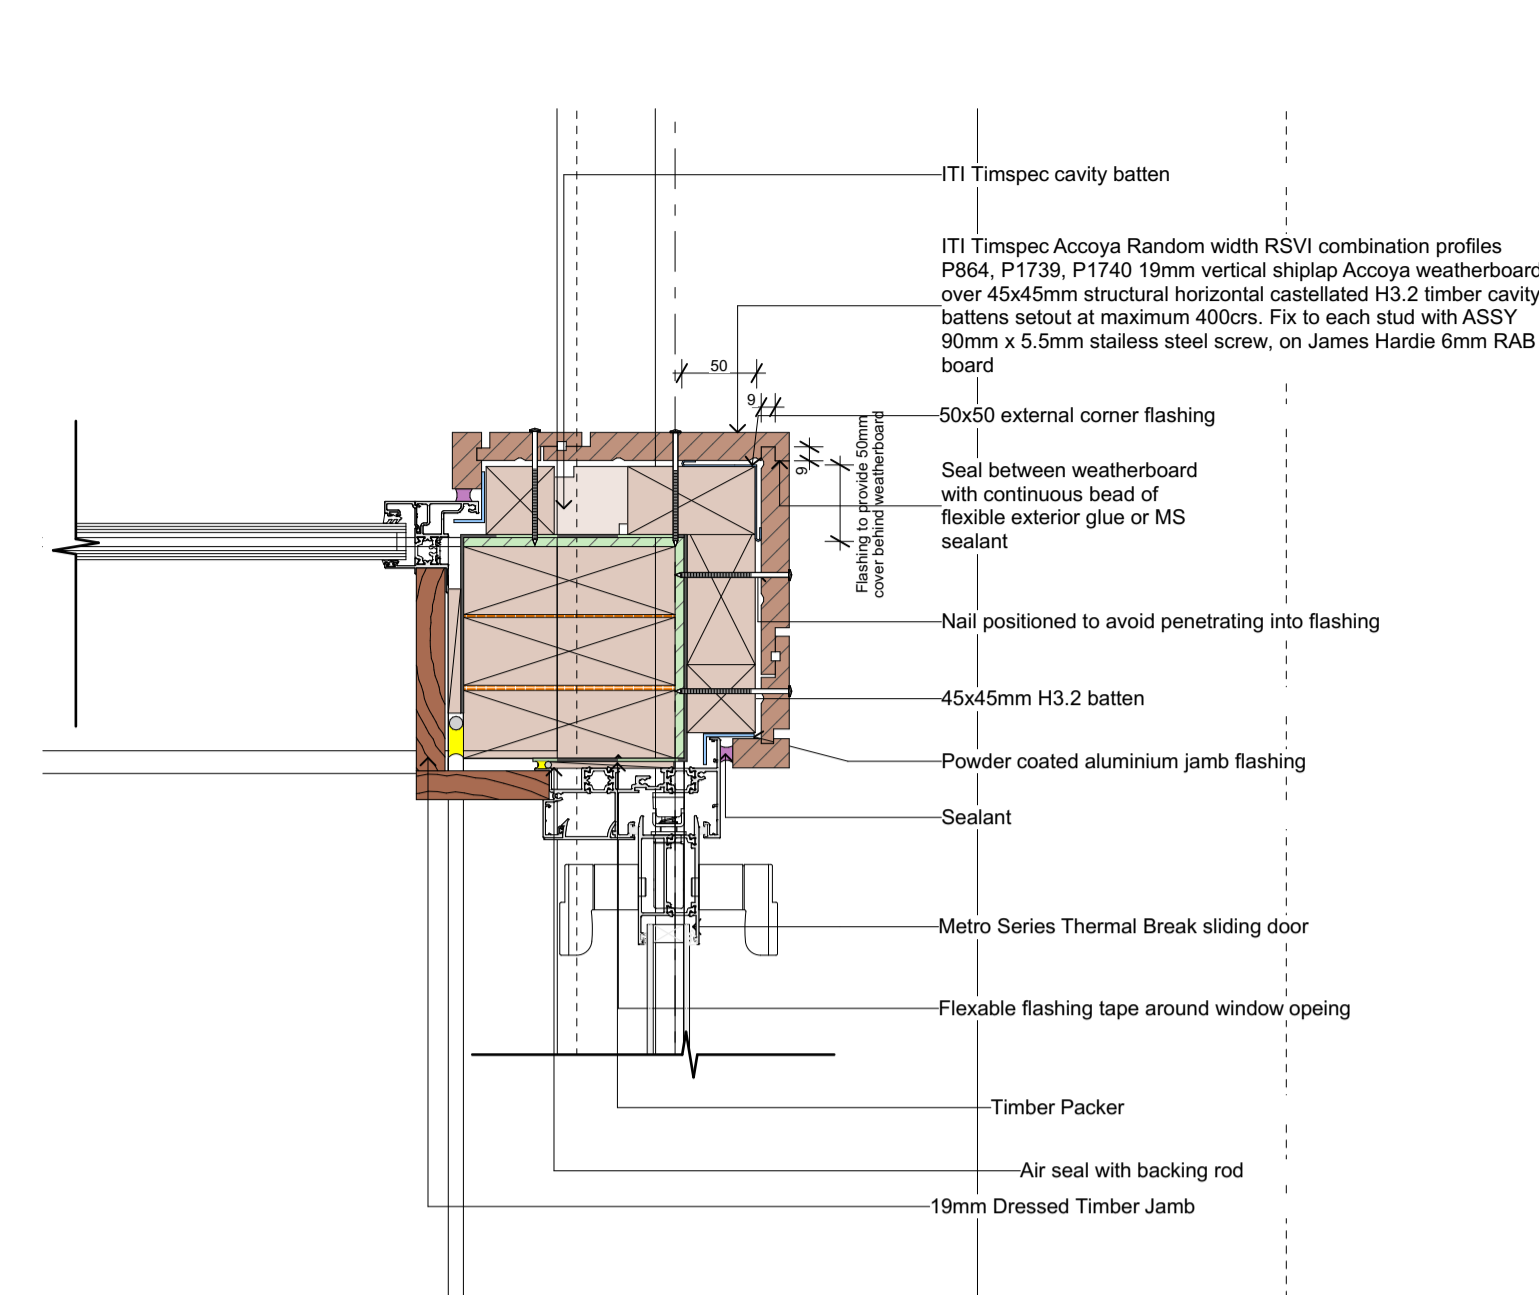 ITI Timspec cavity batten
ITI Timspec Accoya Random width RSVI combination profiles
P864, P1739, P1740 19mm vertical shiplap Accoya weatherboard
over 45x45mm structural horizontal castellated H3.2 timber cavity
battens setout at maximum 400crs. Fix to each stud with ASSY
90mm x 5.5mm stailess steel screw, on James Hardie 6mm RAB
board
50
9
50x50 external corner flashing
9
Flashing to provide 50mm
cover behind weatherboard
Seal between weatherboard
with continuous bead of
flexible exterior glue or MS
sealant
Nail positioned to avoid penetrating into flashing
45x45mm H3.2 batten
Powder coated aluminium jamb flashing
Sealant
Metro Series Thermal Break sliding door
Flexable flashing tape around window opeing
Timber Packer
Air seal with backing rod
19mm Dressed Timber Jamb